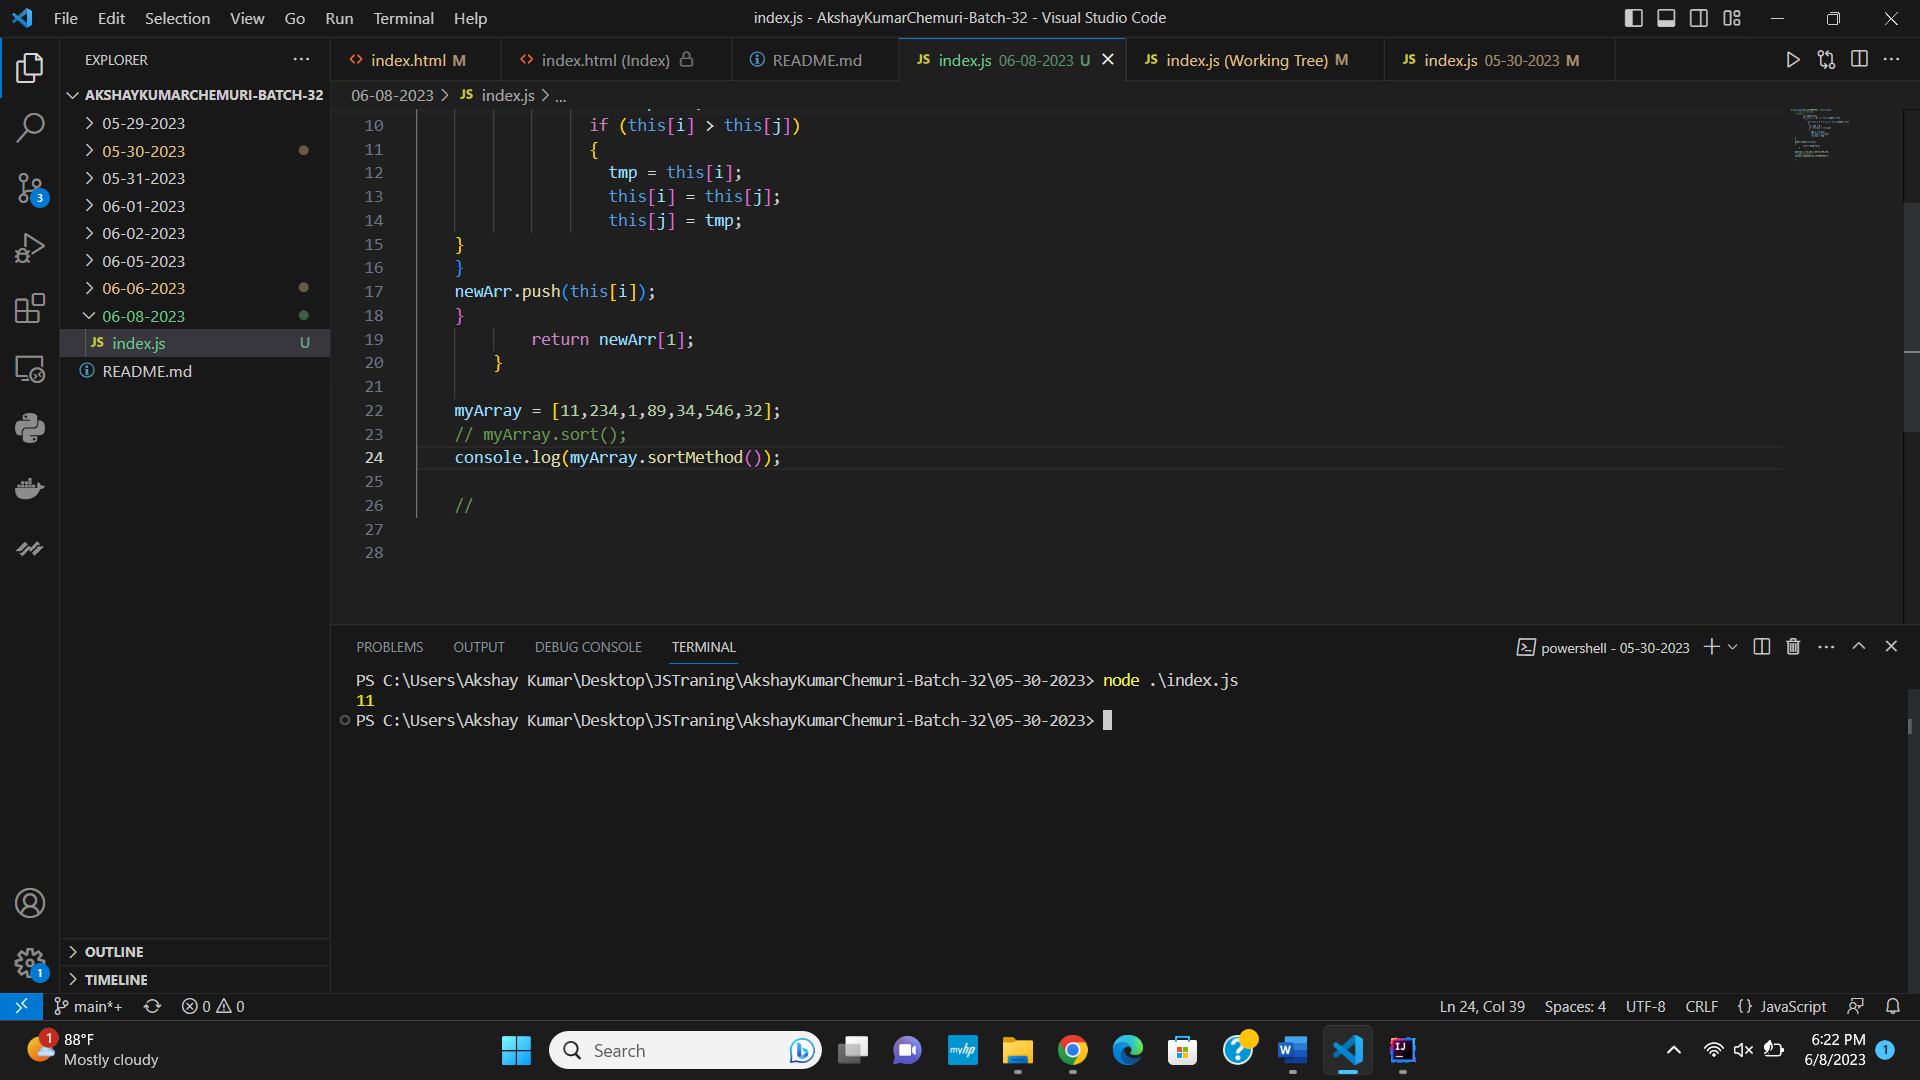 File Edit Selection View Go Run Terminal Help
index.js - AkshayKumarChemuri-Batch-32 - Visual Studio Code
EXPLORER
AKSHAYKUMARCHEMURI-BATCH-32
05-29-2023
05-30-2023
05-31-2023
06-01-2023
06-02-2023
06-05-2023
06-06-2023
06-08-2023
JS index.js U
README.md
OUTLINE
TIMELINE
3
1
index.html M
index.html (Index)
README.md
JS index.js 06-08-2023 U
JS index.js (Working Tree) M
JS index.js 05-30-2023 M
06-08-2023 > JS index.js > ...
10 if (this[i] > this[j])
11 {
12 tmp = this[i];
13 this[i] = this[j];
14 this[j] = tmp;
15 }
16 }
17 newArr.push(this[i]);
18 }
19 return newArr[1];
20 }
21
22 myArray = [11,234,1,89,34,546,32];
23 // myArray.sort();
24 console.log(myArray.sortMethod());
25
26 //
27
28
PROBLEMS OUTPUT DEBUG CONSOLE TERMINAL
powershell - 05-30-2023
PS C:\Users\Akshay Kumar\Desktop\JSTraning\AkshayKumarChemuri-Batch-32\05-30-2023> node .\index.js
11
PS C:\Users\Akshay Kumar\Desktop\JSTraning\AkshayKumarChemuri-Batch-32\05-30-2023>
main*+ 0 0
Ln 24, Col 39 Spaces: 4 UTF-8 CRLF {} JavaScript
1
88°F
Mostly cloudy
Search
myhp
W
IJ
6:22 PM
6/8/2023
1